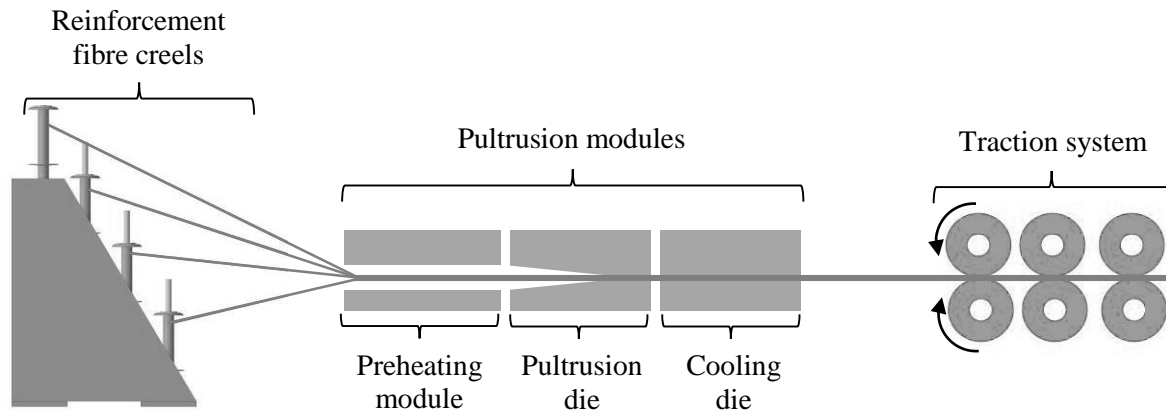 Reinforcement
fibre creels
Pultrusion modules
Traction system
Preheating
module
Pultrusion
die
Cooling
die